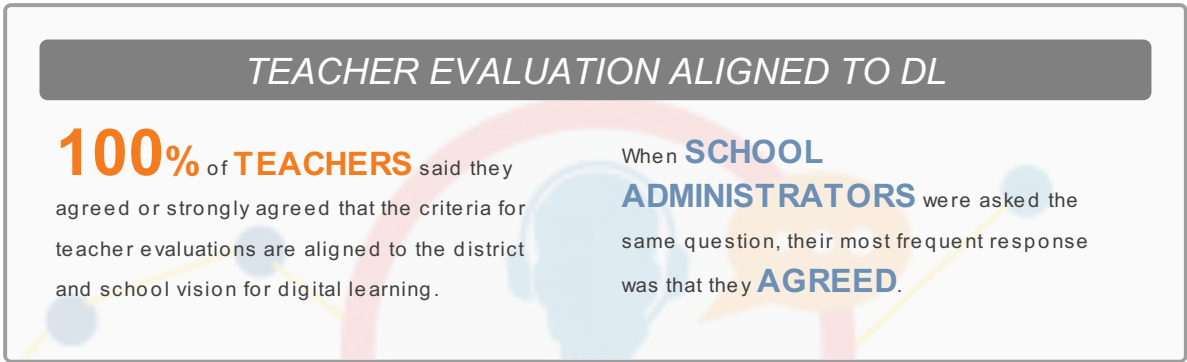 TEACHER EVALUATION ALIGNED TO DL
100% of TEACHERS said they
agreed or strongly agreed that the criteria for
teacher evaluations are aligned to the district
and school vision for digital learning.
When SCHOOL
ADMINISTRATORS were asked the
same question, their most frequent response
was that they AGREED.